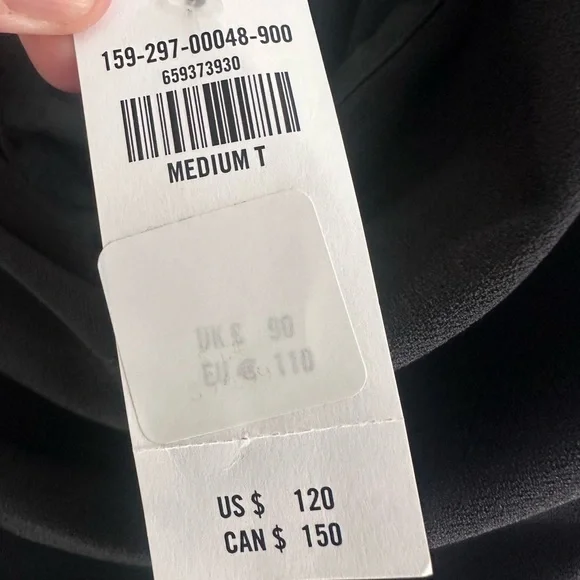 159-297-00048-900
659373930
MEDIUM T
UK £ 90
EU € 110
US $ 120
CAN $ 150